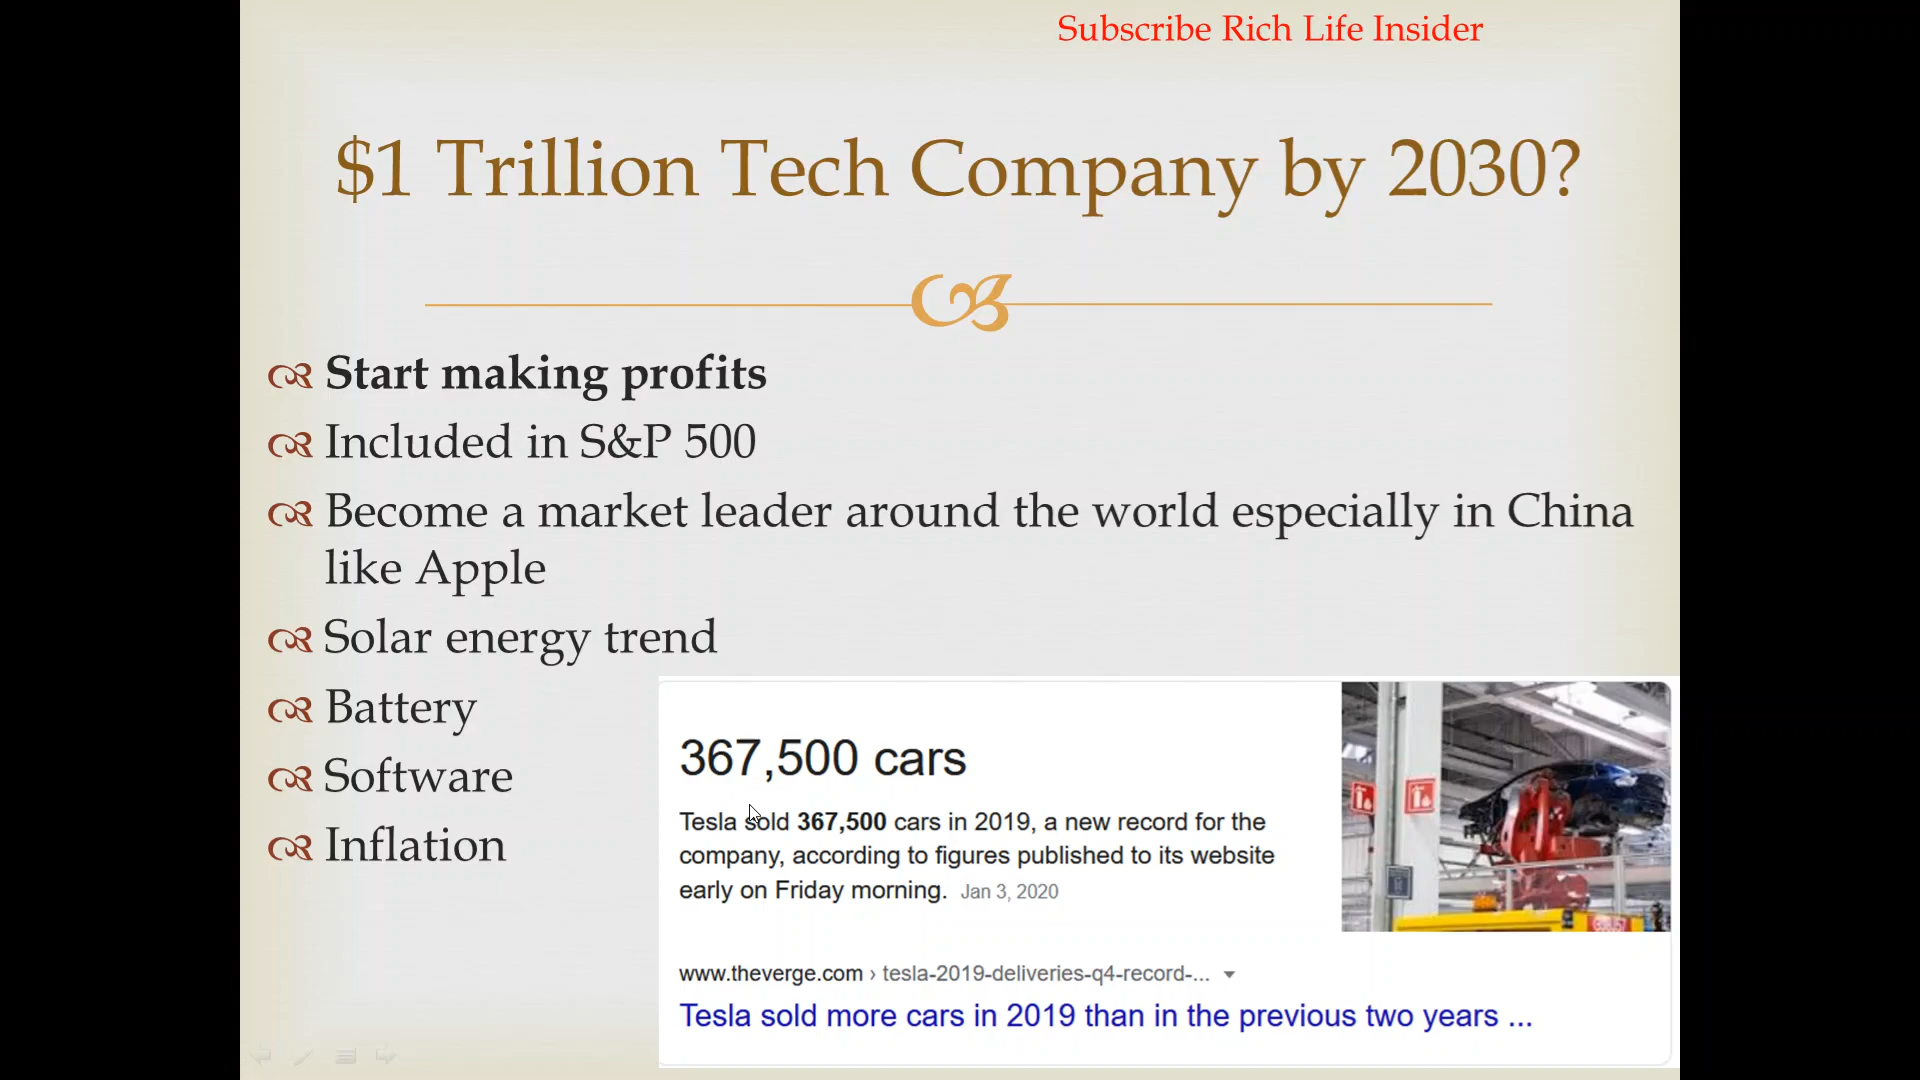 Subscribe Rich Life Insider
$1 Trillion Tech Company by 2030?
Start making profits
Included in S&P 500
Become a market leader around the world especially in China
like Apple
Solar energy trend
Battery
Software
Inflation
367,500 cars
Tesla sold 367,500 cars in 2019, a new record for the
company, according to figures published to its website
early on Friday morning. Jan 3, 2020
www.theverge.com › tesla-2019-deliveries-q4-record-...
Tesla sold more cars in 2019 than in the previous two years ...